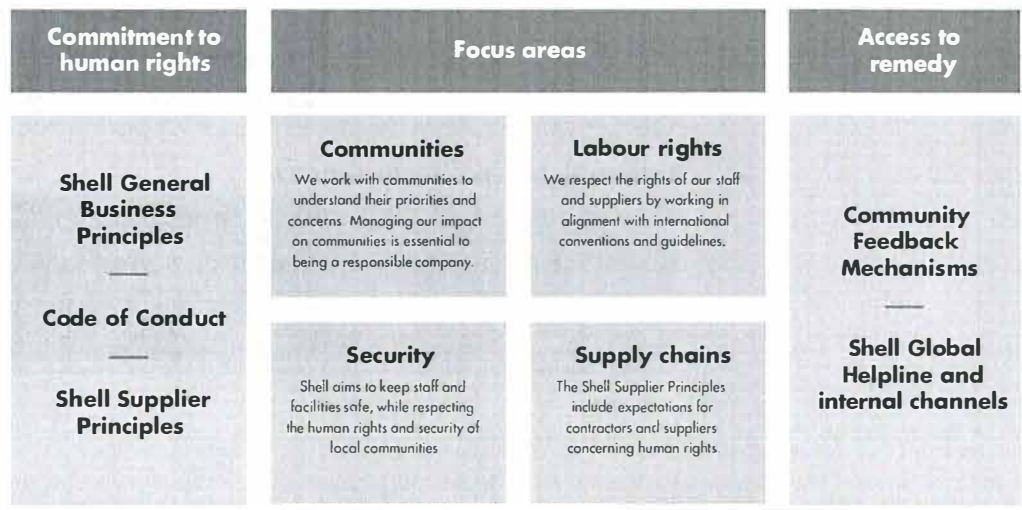 Commitment to
human rights
Focus areas
Access to
remedy
Shell General
Business
Principles
Code of Conduct
Shell Supplier
Principles
Communities
We work with communities to
understand their priorities and
concerns. Managing our impact
on communities is essential to
being a responsible company.
Labour rights
We respect the rights of our staff
and suppliers by working in
alignment with international
conventions and guidelines.
Security
Shell aims to keep staff and
facilities safe, while respecting
the human rights and security of
local communities
Supply chains
The Shell Supplier Principles
include expectations for
contractors and suppliers
concerning human rights.
Community
Feedback
Mechanisms
Shell Global
Helpline and
internal channels